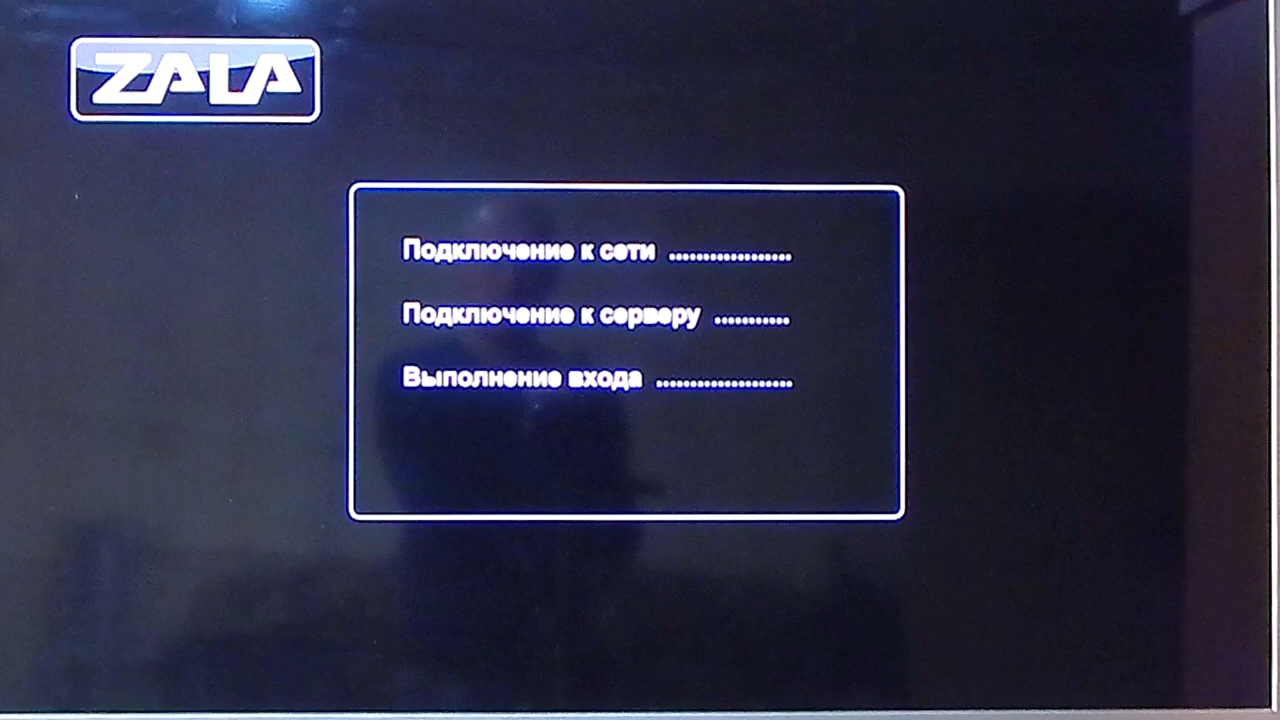 ZALA
Подключение к сети ..................
Подключение к серверу ...........
Выполнение входа ....................